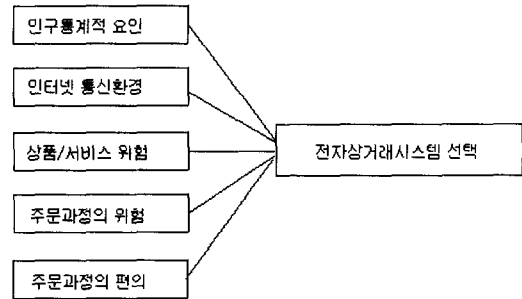 인구통계적 요인
인터넷 통신환경
상품/서비스 위험
전자상거래시스템 선택
주문과정의 위험
주문과정의 편의